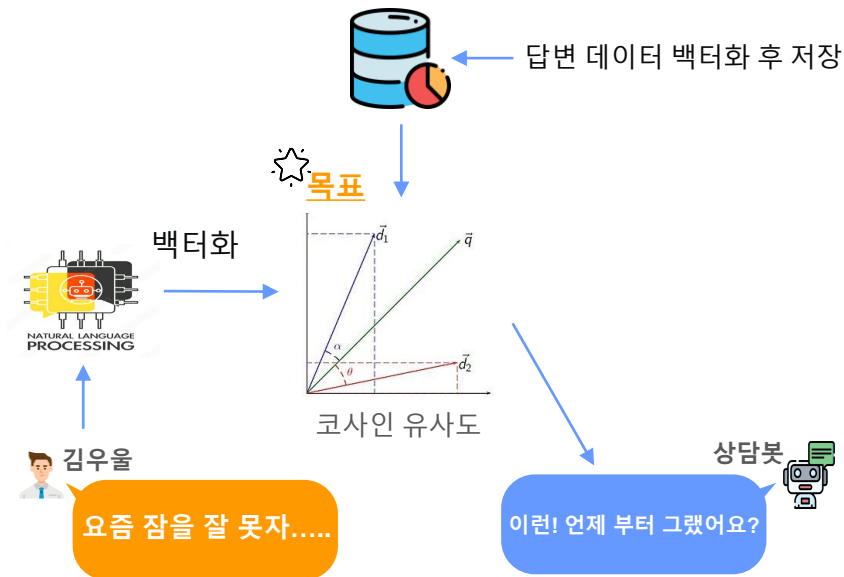 답변 데이터 백터화 후 저장
목표
백터화
d₁
q
α
θ
d₂
NATURAL LANGUAGE
PROCESSING
코사인 유사도
김우울
요즘 잠을 잘 못자.....
상담봇
이런! 언제 부터 그랬어요?